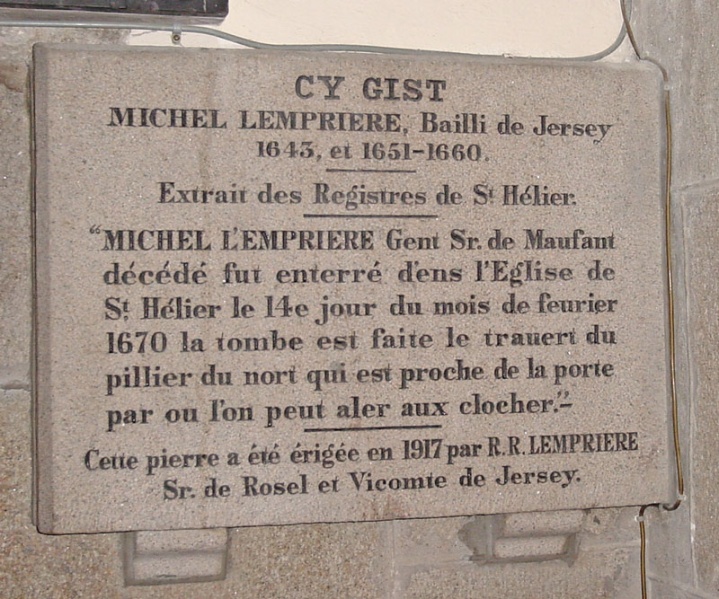 CY GIST
MICHEL LEMPRIERE, Bailli de Jersey
1643, et 1651-1660.
Extrait des Registres de St Hélier.
“MICHEL L'EMPRIERE Gent Sr. de Maufant
décédé fut enterré d'ens l'Eglise de
St Hélier le 14e jour du mois de feurier
1670 la tombe est faite le trauert du
pillier du nort qui est proche de la porte
par ou l'on peut aler aux clocher.”-
Cette pierre a été érigée en 1917 par R. R. LEMPRIERE
Sr. de Rosel et Vicomte de Jersey.